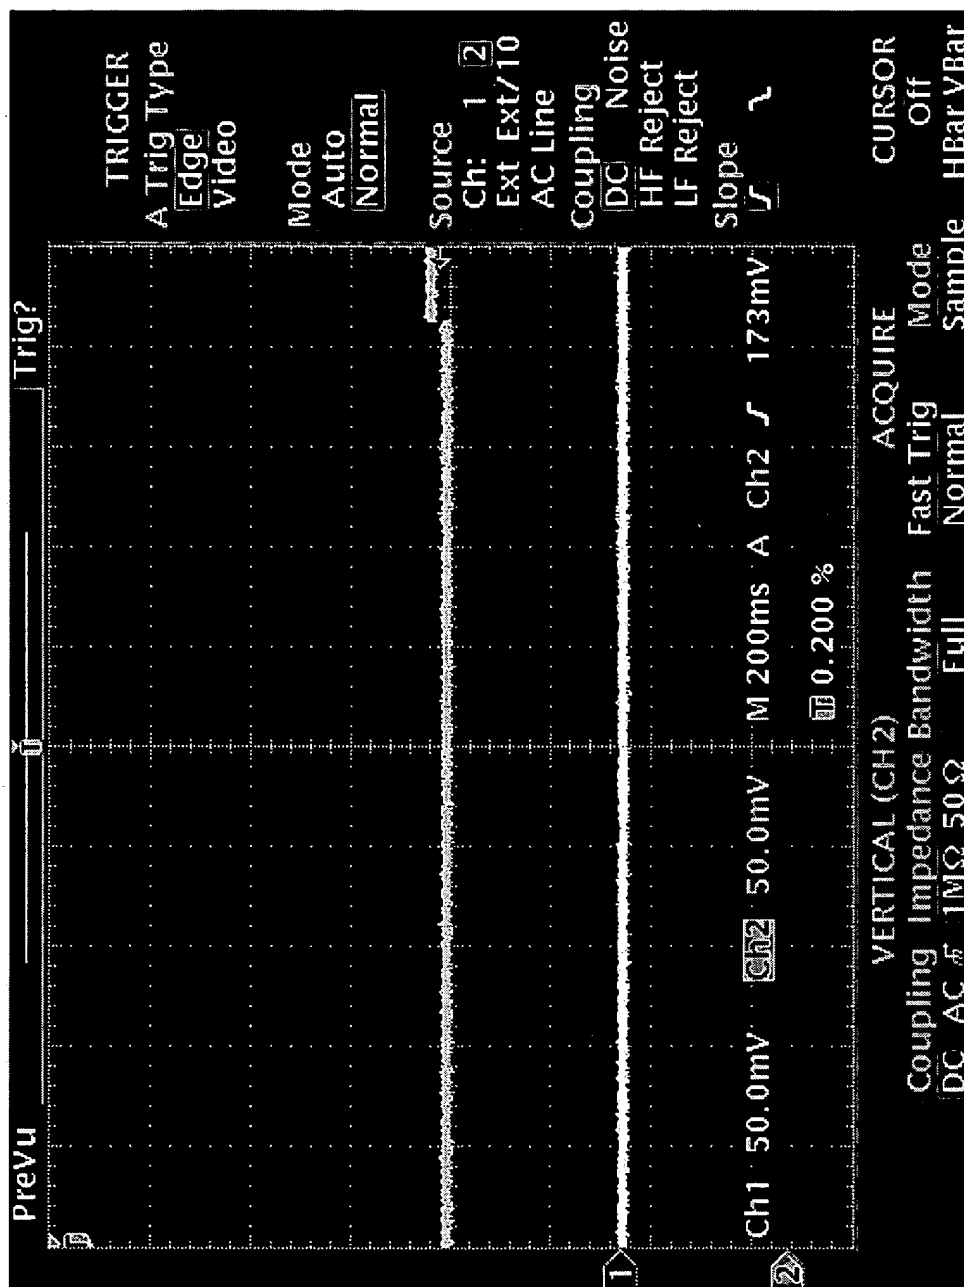 PreVu Trig?
TRIGGER
A Trig Type
Edge
Video
Mode
Auto
Normal
Source
Ch: 1 2
Ext Ext/10
AC Line
Coupling
DC Noise
HF Reject
LF Reject
Slope
1
2
Ch1 50.0mV Ch2 50.0mV M 200ms A Ch2 173mV
0.200 %
VERTICAL (CH2) ACQUIRE CURSOR
Coupling Impedance Bandwidth Fast Trig Mode Off
DC AC 1MΩ 50Ω Full Normal Sample HBar VBar